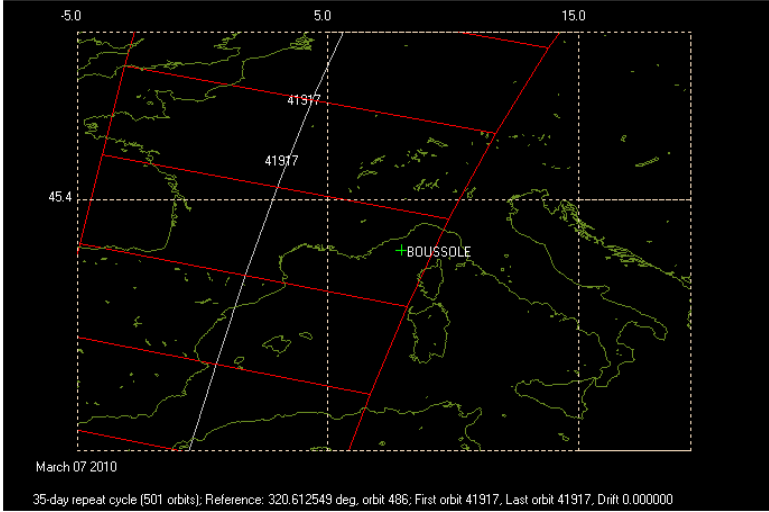 -5.0 5.0 15.0
41917
41917
45.4
BOUSSOLE
March 07 2010
35-day repeat cycle (501 orbits); Reference: 320.612549 deg, orbit 486; First orbit 41917, Last orbit 41917, Drift 0.000000